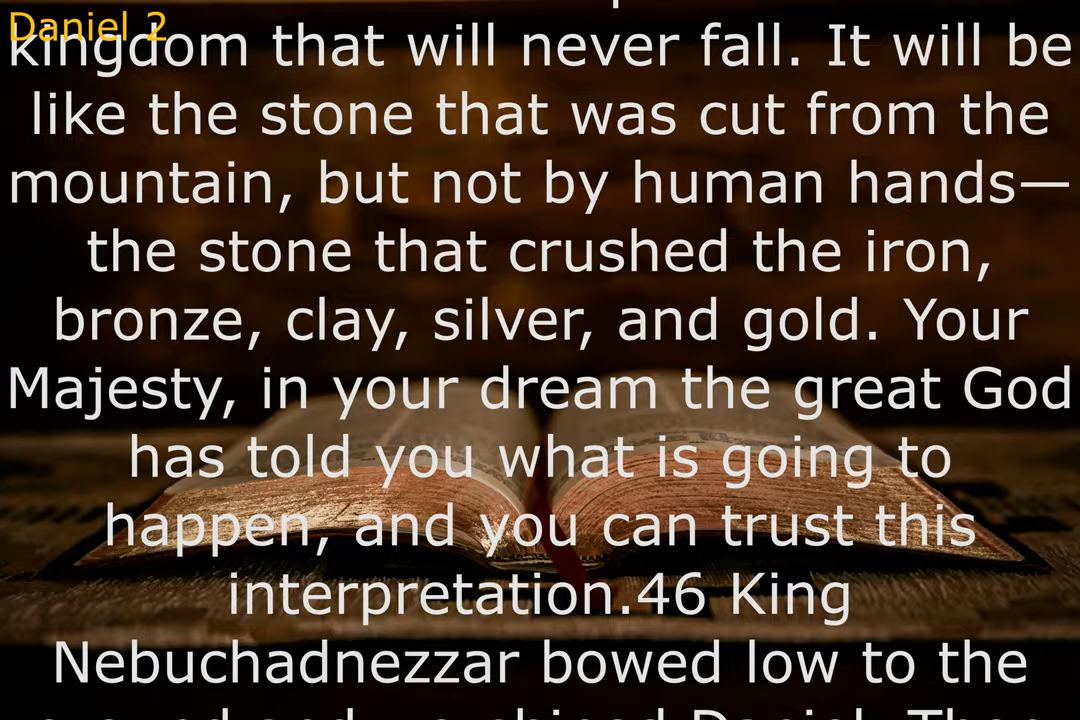 Daniel 2
kingdom that will never fall. It will be
like the stone that was cut from the
mountain, but not by human hands—
the stone that crushed the iron,
bronze, clay, silver, and gold. Your
Majesty, in your dream the great God
has told you what is going to
happen, and you can trust this
interpretation.46 King
Nebuchadnezzar bowed low to the